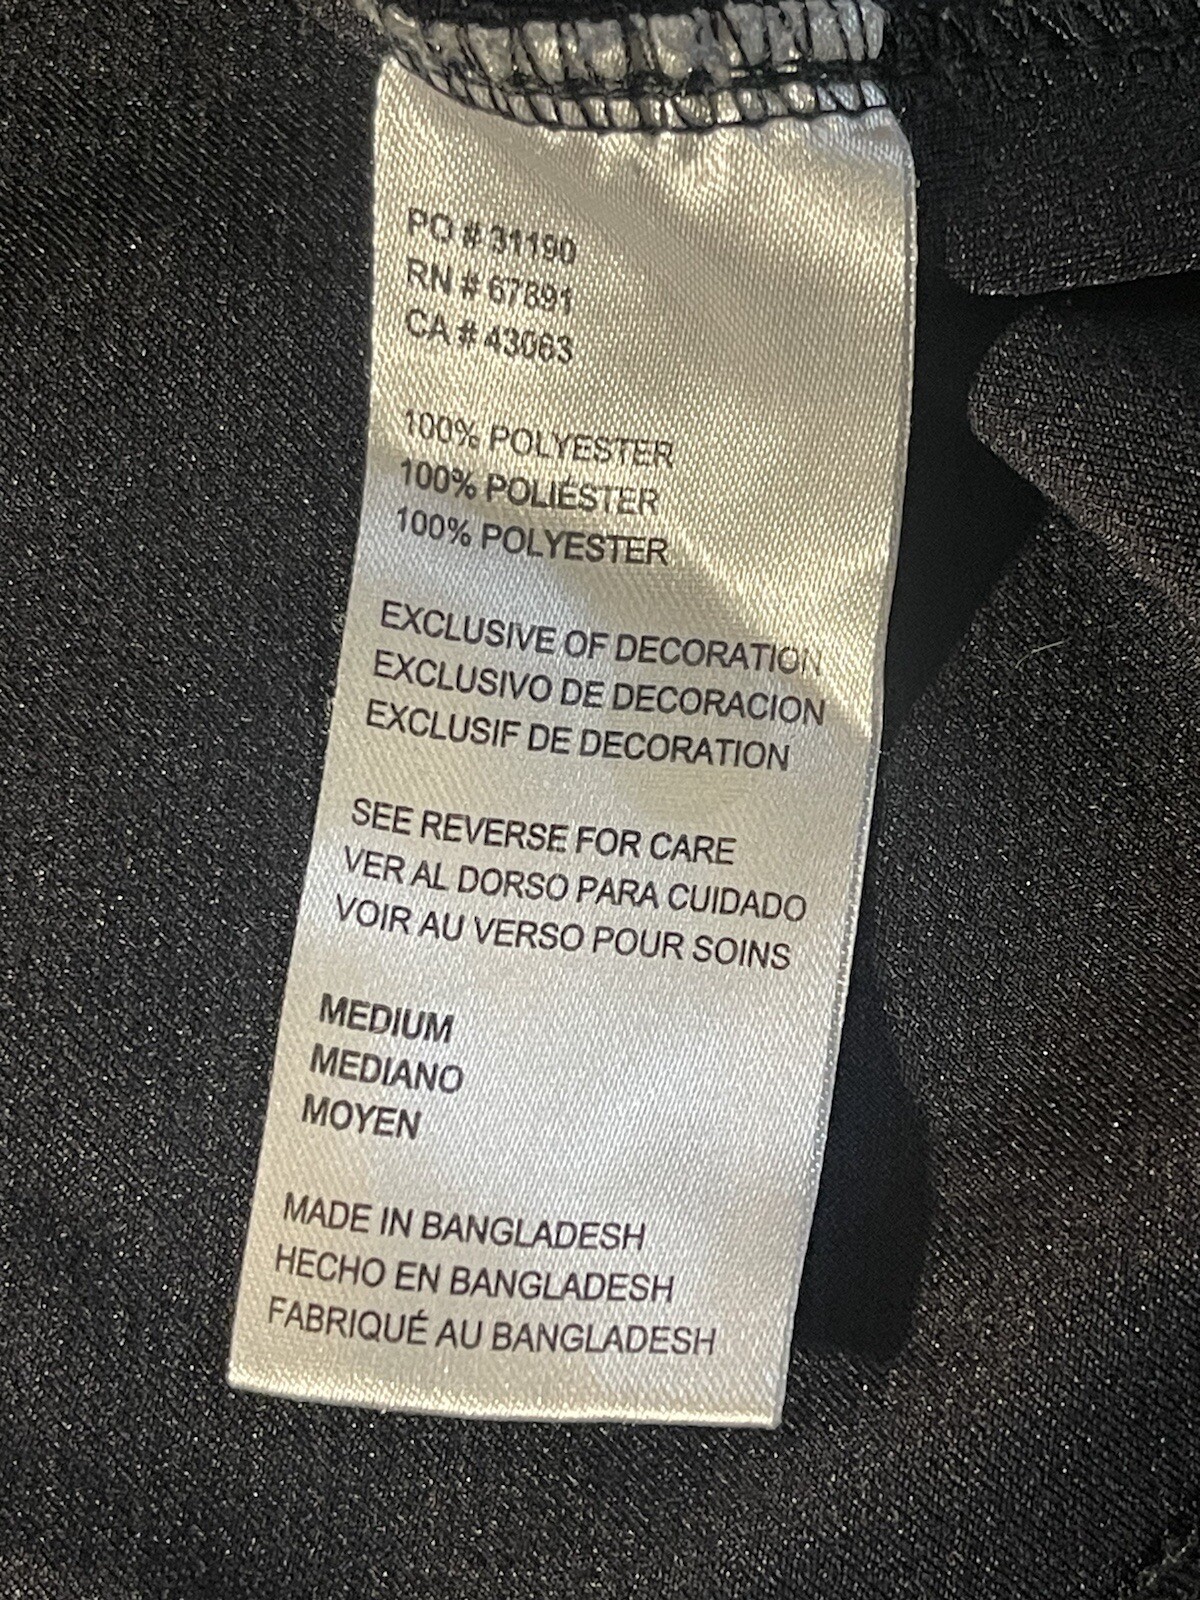 PO # 31190
RN # 67891
CA # 43063
100% POLYESTER
100% POLIÉSTER
100% POLYESTER
EXCLUSIVE OF DECORATION
EXCLUSIVO DE DECORACION
EXCLUSIF DE DECORATION
SEE REVERSE FOR CARE
VER AL DORSO PARA CUIDADO
VOIR AU VERSO POUR SOINS
MEDIUM
MEDIANO
MOYEN
MADE IN BANGLADESH
HECHO EN BANGLADESH
FABRIQUÉ AU BANGLADESH